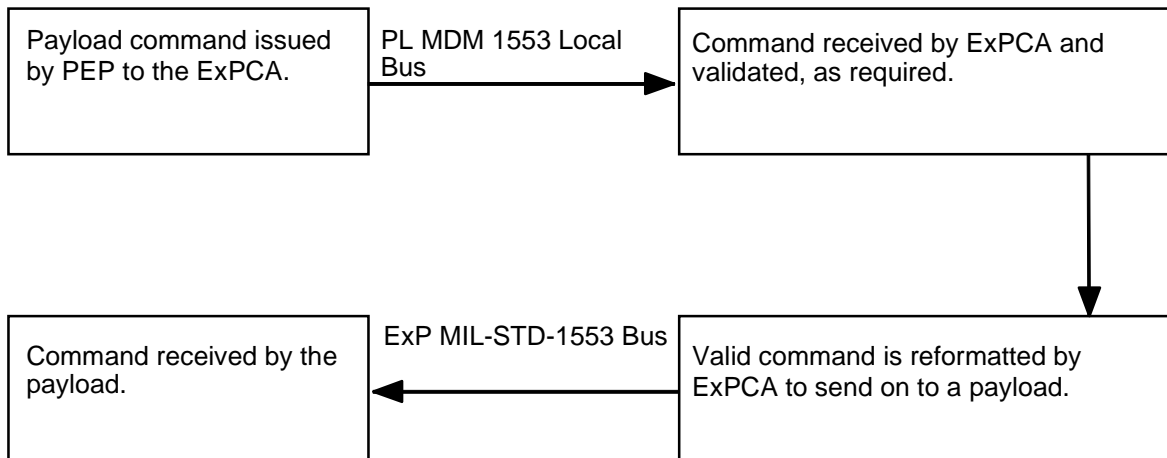 Payload command issued
by PEP to the ExPCA.
PL MDM 1553 Local
Bus
Command received by ExPCA and
validated, as required.
Valid command is reformatted by
ExPCA to send on to a payload.
ExP MIL-STD-1553 Bus
Command received by the
payload.